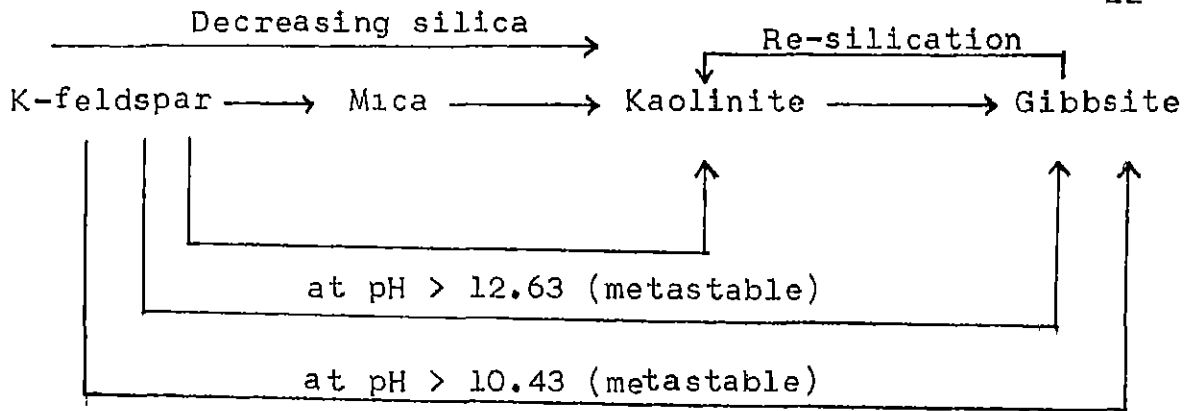 Decreasing silica
Re-silication
K-feldspar Mica Kaolinite Gibbsite
at pH > 12.63 (metastable)
at pH > 10.43 (metastable)